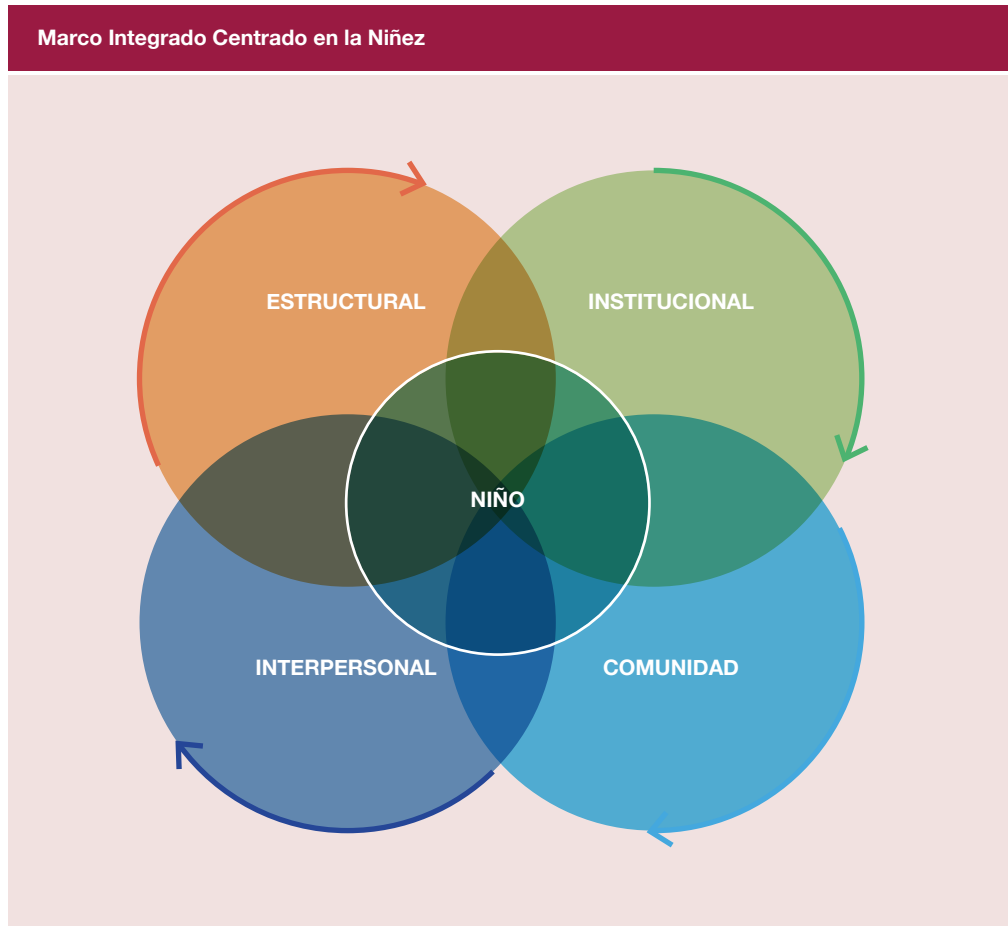 Marco Integrado Centrado en la Niñez
ESTRUCTURAL
INSTITUCIONAL
NIÑO
INTERPERSONAL
COMUNIDAD